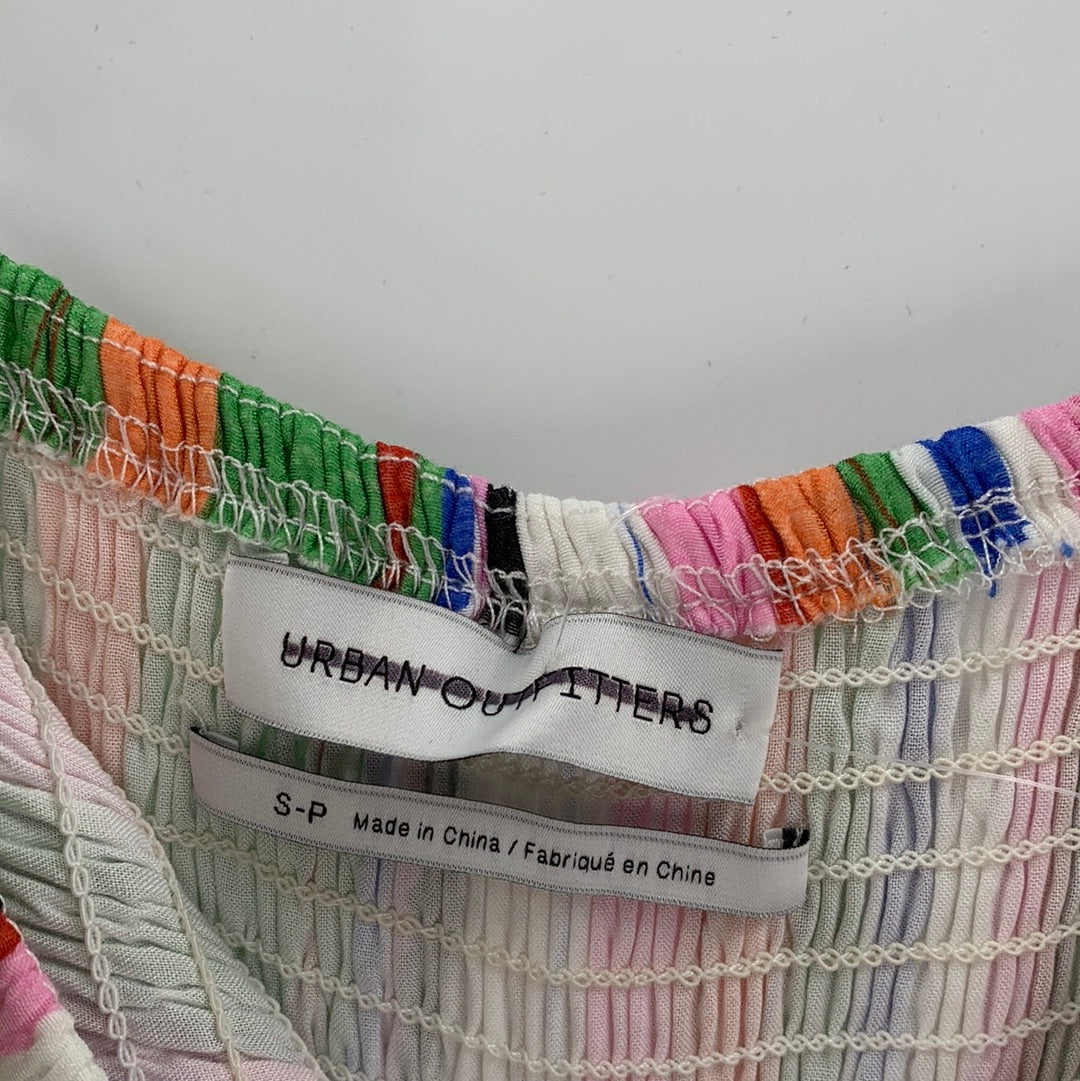 URBAN OUTFITTERS
S-P Made in China / Fabriqué en Chine